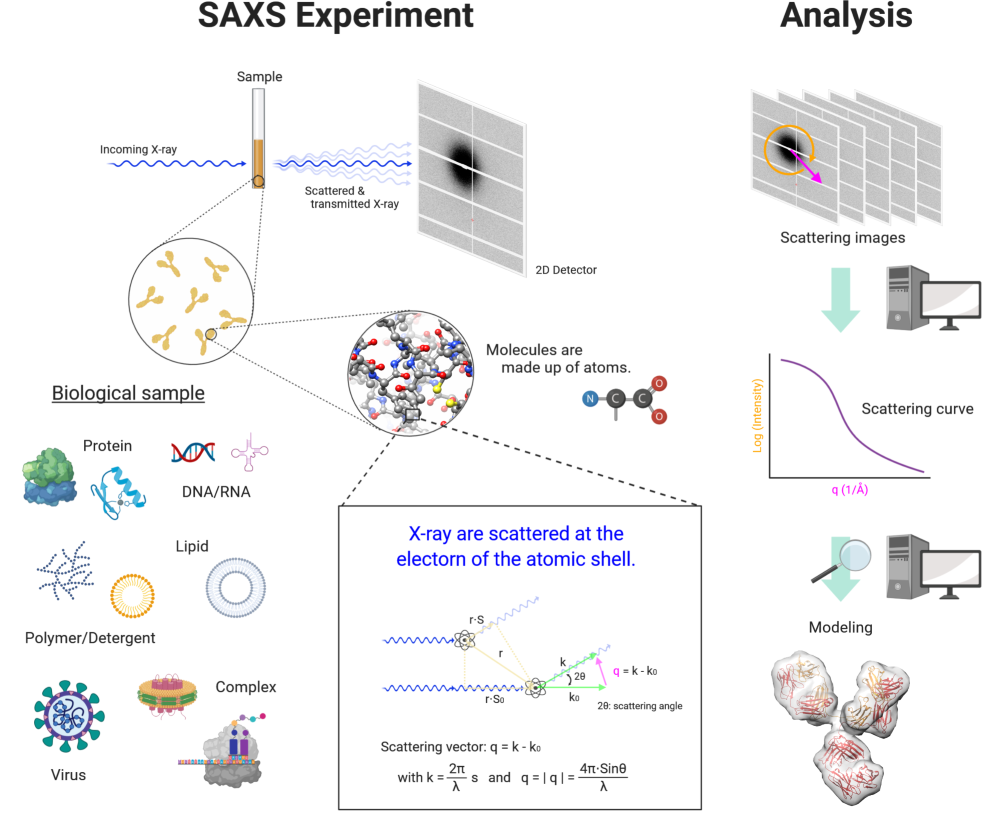 SAXS Experiment
Sample
Incoming X-ray
Scattered &
transmitted X-ray
2D Detector
Molecules are
made up of atoms.
N
C
C
O
O
Biological sample
Protein
DNA/RNA
Lipid
Polymer/Detergent
Complex
Virus
X-ray are scattered at the
electorn of the atomic shell.
r·S
r
r·S₀
k
2θ
k₀
q = k - k₀
2θ: scattering angle
Scattering vector: q = k - k₀
with k = 2π/λ s and q = | q | = 4π·Sinθ/λ
Analysis
Scattering images
Log (Intensity)
Scattering curve
q (1/Å)
Modeling